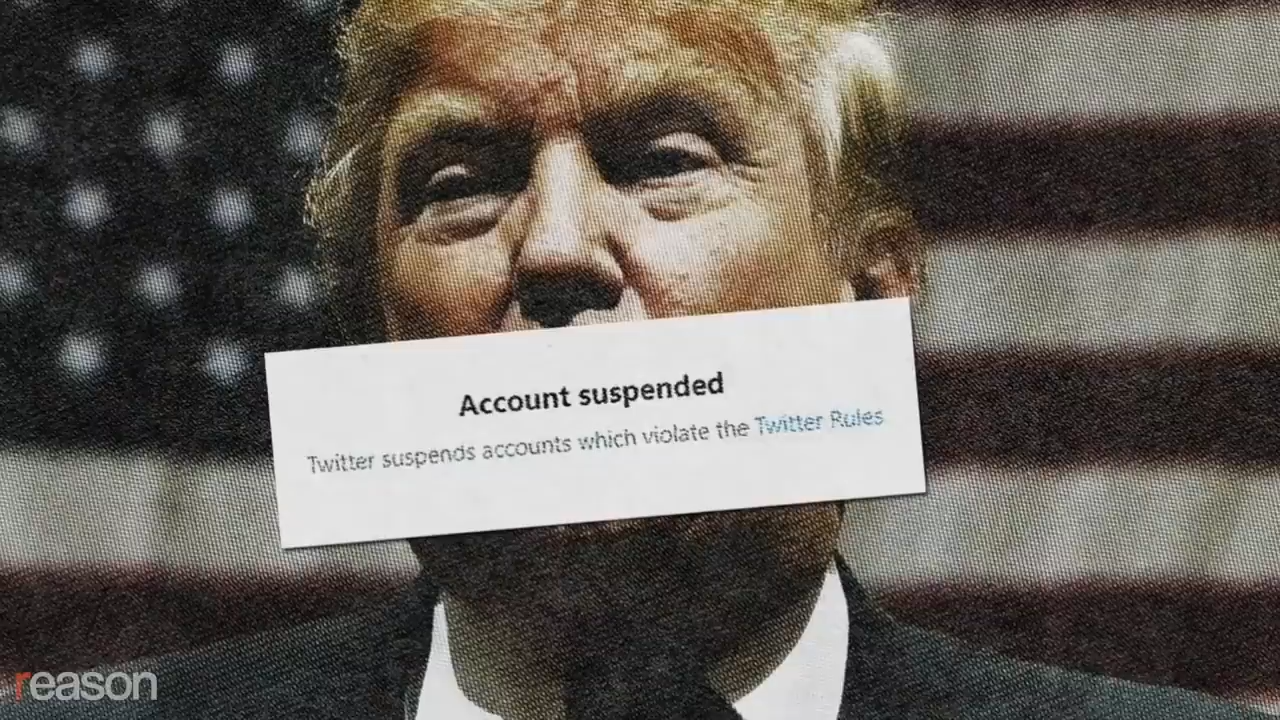 Account suspended
Twitter suspends accounts which violate the Twitter Rules
reason